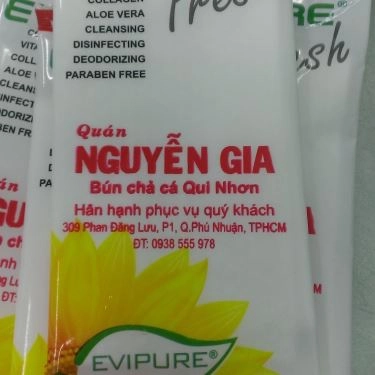 COLLAGEN
ALOE VERA
CLEANSING
DISINFECTING
DEODORIZING
PARABEN FREE
Quán
NGUYỄN GIA
Bún chả cá Qui Nhơn
Hân hạnh phục vụ quý khách
309 Phan Đăng Lưu, P1, Q.Phú Nhuận, TPHCM
ĐT: 0938 555 978
EVIPURE®